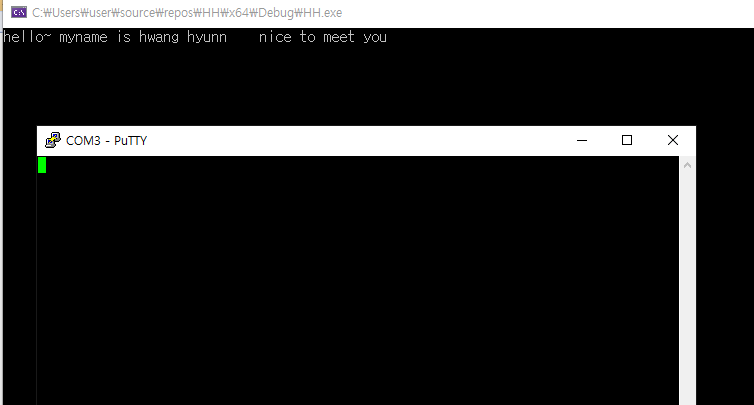 C:₩Users₩user₩source₩repos₩HH₩x64₩Debug₩HH.exe
hello~ myname is hwang hyunn    nice to meet you
COM3 - PuTTY